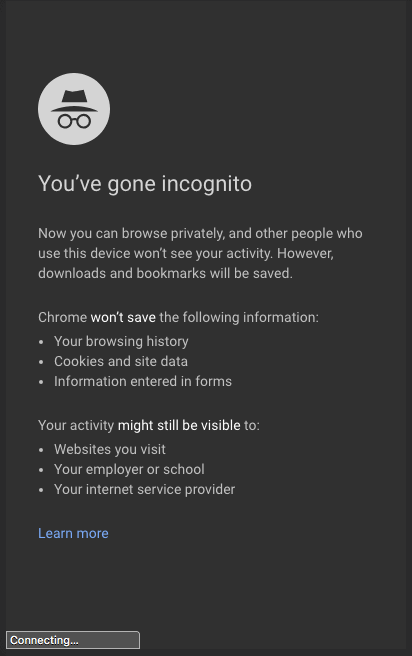 You’ve gone incognito
Now you can browse privately, and other people who
use this device won’t see your activity. However,
downloads and bookmarks will be saved.
Chrome won’t save the following information:
• Your browsing history
• Cookies and site data
• Information entered in forms
Your activity might still be visible to:
• Websites you visit
• Your employer or school
• Your internet service provider
Learn more
Connecting...